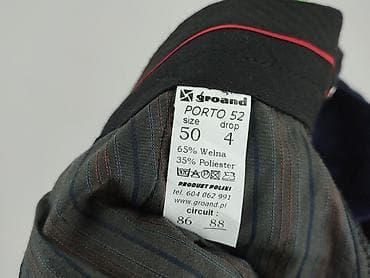 groand
PORTO 52
size drop
50 4
65% Wełna
35% Poliester
PRODUKT POLSKI
tel. 604 062 991
www.groand.pl
circuit :
86 88